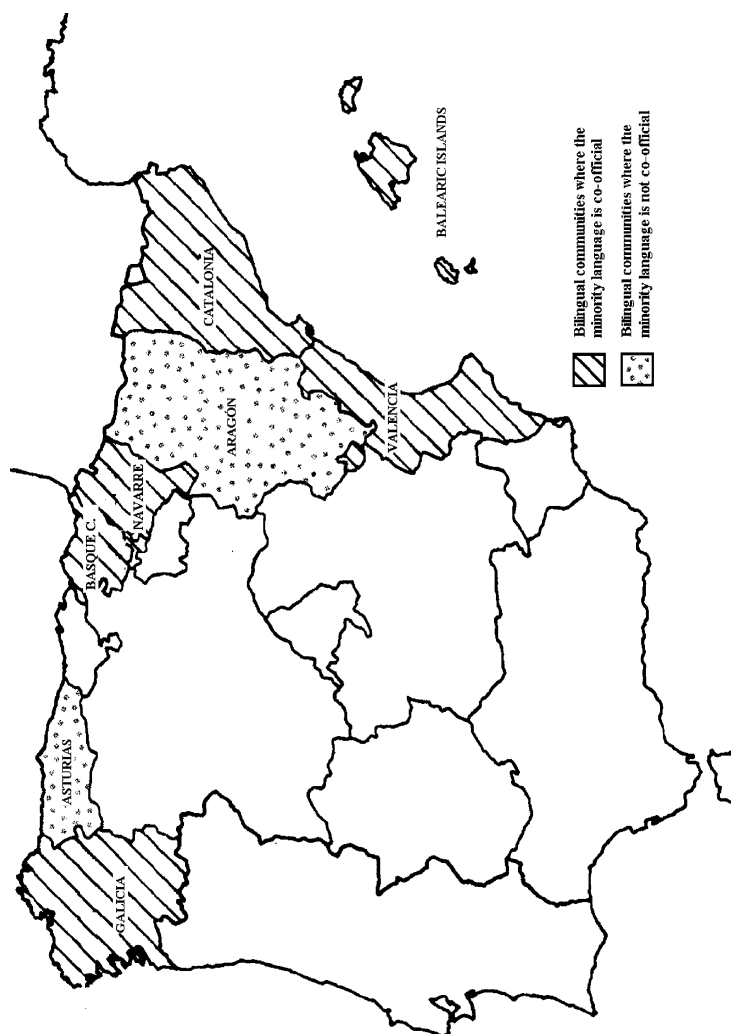 GALICIA
ASTURIAS
BASQUE C.
NAVARRE
ARAGÓN
CATALONIA
VALENCIA
BALEARIC ISLANDS
Bilingual communities where the
minority language is co-official
Bilingual communities where the
minority language is not co-official